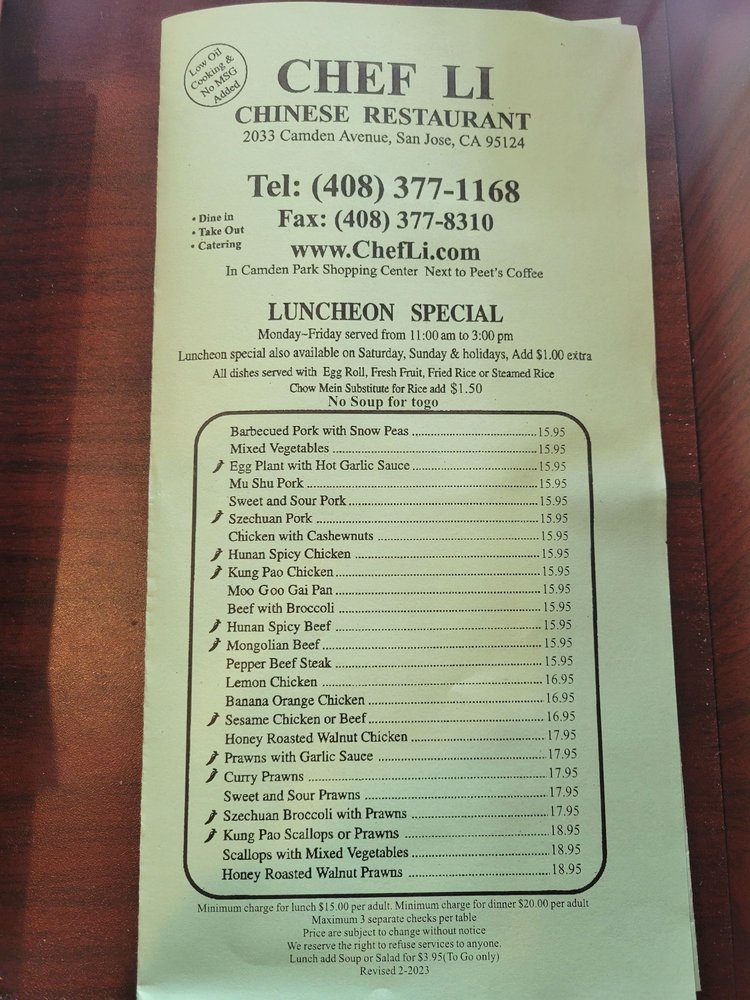 Low Oil
Cooking &
No MSG
Added
CHEF LI
CHINESE RESTAURANT
2033 Camden Avenue, San Jose, CA 95124
Tel: (408) 377-1168
• Dine in
• Take Out
• Catering
Fax: (408) 377-8310
www.ChefLi.com
In Camden Park Shopping Center Next to Peet's Coffee
LUNCHEON SPECIAL
Monday~Friday served from 11:00 am to 3:00 pm
Luncheon special also available on Saturday, Sunday & holidays, Add $1.00 extra
All dishes served with Egg Roll, Fresh Fruit, Fried Rice or Steamed Rice
Chow Mein Substitute for Rice add $1.50
No Soup for togo
Barbecued Pork with Snow Peas 15.95
Mixed Vegetables 15.95
Egg Plant with Hot Garlic Sauce 15.95
Mu Shu Pork 15.95
Sweet and Sour Pork 15.95
Szechuan Pork 15.95
Chicken with Cashewnuts 15.95
Hunan Spicy Chicken 15.95
Kung Pao Chicken 15.95
Moo Goo Gai Pan 15.95
Beef with Broccoli 15.95
Hunan Spicy Beef 15.95
Mongolian Beef 15.95
Pepper Beef Steak 15.95
Lemon Chicken 16.95
Banana Orange Chicken 16.95
Sesame Chicken or Beef 16.95
Honey Roasted Walnut Chicken 17.95
Prawns with Garlic Sauce 17.95
Curry Prawns 17.95
Sweet and Sour Prawns 17.95
Szechuan Broccoli with Prawns 17.95
Kung Pao Scallops or Prawns 18.95
Scallops with Mixed Vegetables 18.95
Honey Roasted Walnut Prawns 18.95
Minimum charge for lunch $15.00 per adult. Minimum charge for dinner $20.00 per adult
Maximum 3 separate checks per table
Price are subject to change without notice
We reserve the right to refuse services to anyone.
Lunch add Soup or Salad for $3.95(To Go only)
Revised 2-2023